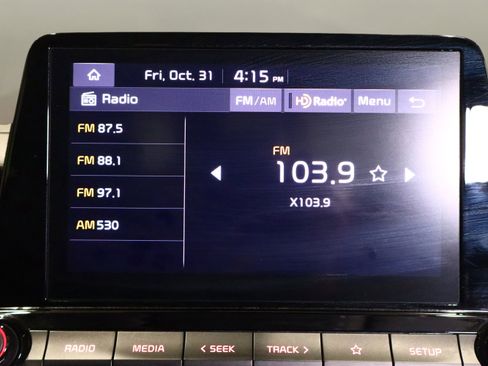 Fri, Oct. 31 4:15 PM
Radio FM/AM HD Radio Menu
FM 87.5
FM 88.1
FM 97.1
AM 530
FM
103.9
X103.9
RADIO MEDIA < SEEK TRACK > SETUP